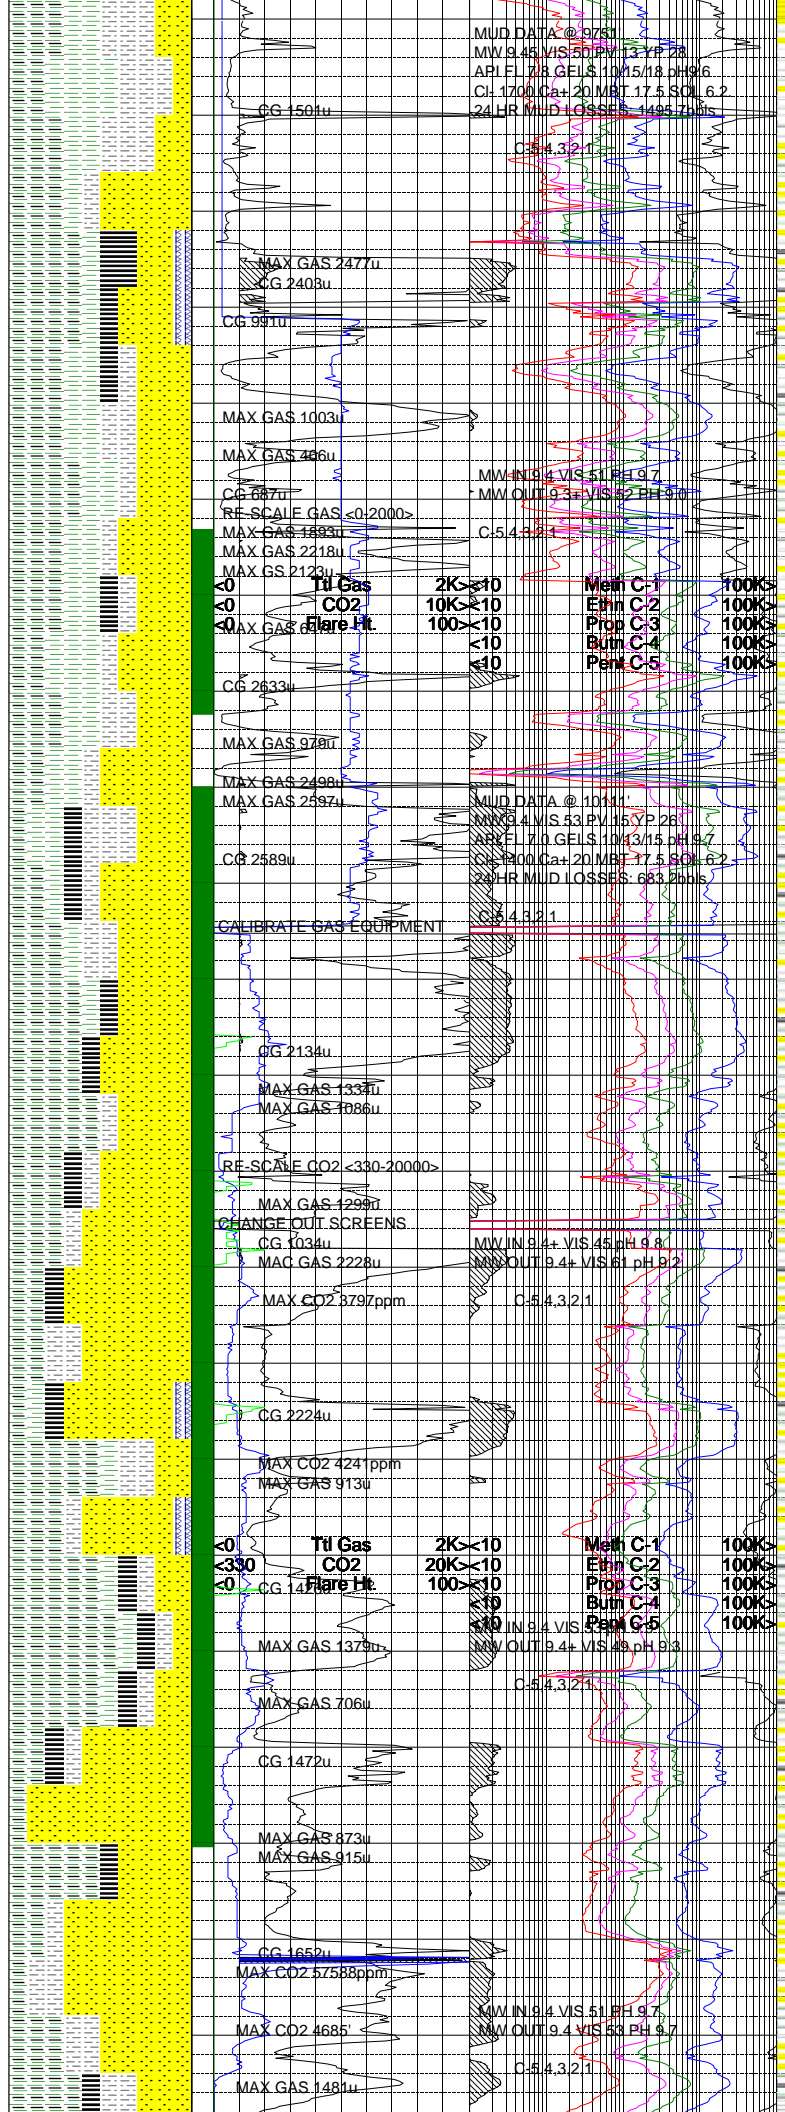 MUD DATA @ 9751'
MW 9.45 VIS 50 PV 13 YP 28
API FL 7.8 GELS 10/15/18 pH 9.6
Cl- 1700 Ca+ 20 MBT 17.5 SOL 6.2
CG 1501u
24 HR MUD LOSSES: 1495.7bbls
C-5,4,3,2,1
MAX GAS 2477u
CG 2403u
CG 991u
MAX GAS 1003u
MAX GAS 406u
MW IN 9.4 VIS 51 PH 9.7
CG 687u
MW OUT 9.3+ VIS 52 PH 9.0
RE-SCALE GAS <0-2000>
MAX GAS 1893u
C-5,4,3,2,1
MAX GAS 2218u
MAX GS 2123u
<0 Ttl Gas 2K> <10 Meth C-1 100K>
<0 CO2 10K> <10 Ethn C-2 100K>
<0 Flare Ht. 100> <10 Prop C-3 100K>
MAX GAS
<10 Butn C-4 100K>
<10 Pent C-5 100K>
CG 2633u
MAX GAS 979u
MAX GAS 2498u
MAX GAS 2597u
MUD DATA @ 10111'
MW 9.4 VIS 53 PV 15 YP 26
API FL 7.0 GELS 10/13/15 pH 9.7
CG 2589u
Cl- 1400 Ca+ 20 MBT 17.5 SOL 6.2
24 HR MUD LOSSES: 683.2bbls
C-5,4,3,2,1
CALIBRATE GAS EQUIPMENT
CG 2134u
MAX GAS 1334u
MAX GAS 1086u
RE-SCALE CO2 <330-20000>
MAX GAS 1299u
CHANGE OUT SCREENS
CG 1034u
MW IN 9.4+ VIS 45 pH 9.8
MAC GAS 2228u
MW OUT 9.4+ VIS 61 pH 9.2
MAX CO2 3797ppm
C-5,4,3,2,1
CG 2224u
MAX CO2 4241ppm
MAX GAS 913u
<0 Ttl Gas 2K> <10 Meth C-1 100K>
<330 CO2 20K> <10 Ethn C-2 100K>
<0 Flare Ht. 100> <10 Prop C-3 100K>
<10 Butn C-4 100K>
<10 Pent C-5 100K>
MW IN 9.4 VIS
MAX GAS 1379u
MW OUT 9.4+ VIS 49 pH 9.3
C-5,4,3,2,1
MAX GAS 706u
CG 1472u
MAX GAS 873u
MAX GAS 915u
CG 1652u
MAX CO2 57588ppm
MW IN 9.4 VIS 51 PH 9.7
MAX CO2 4685'
MW OUT 9.4 VIS 53 PH 9.7
C-5,4,3,2,1
MAX GAS 1481u